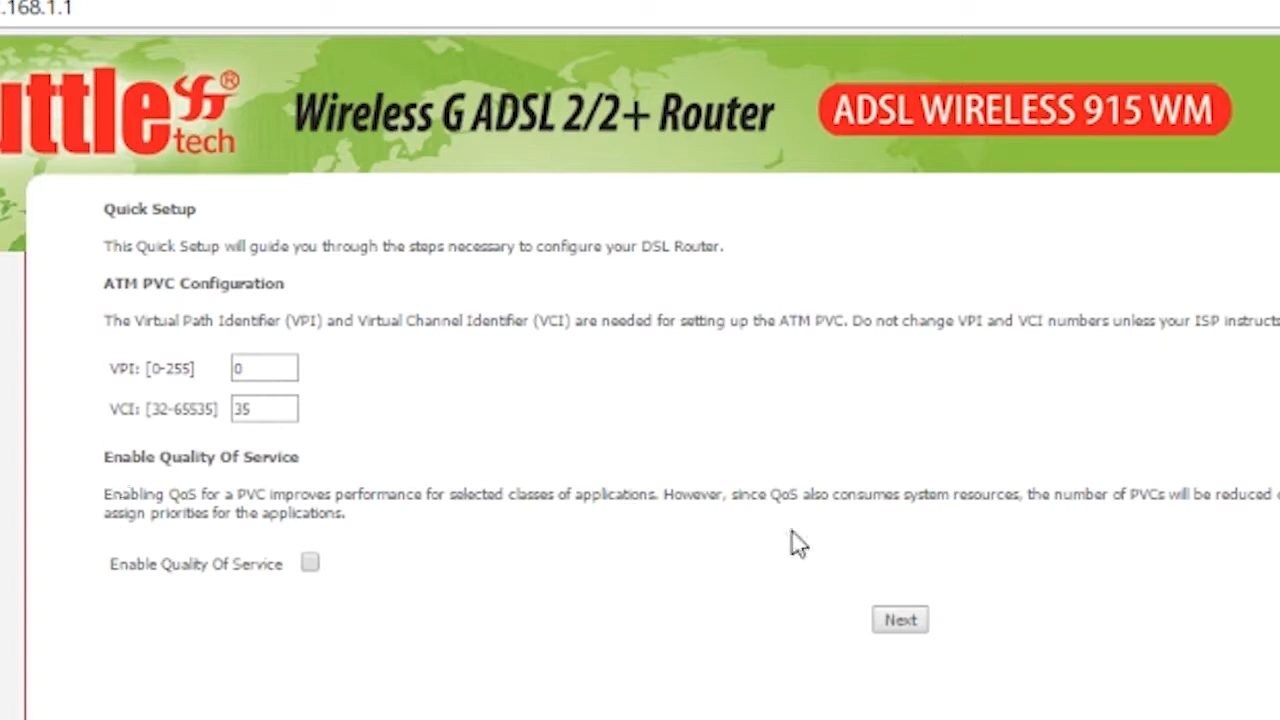 .168.1.1
uttle ® tech
Wireless G ADSL 2/2+ Router
ADSL WIRELESS 915 WM
Quick Setup
This Quick Setup will guide you through the steps necessary to configure your DSL Router.
ATM PVC Configuration
The Virtual Path Identifier (VPI) and Virtual Channel Identifier (VCI) are needed for setting up the ATM PVC. Do not change VPI and VCI numbers unless your ISP instructs
VPI: [0-255] 0
VCI: [32-65535] 35
Enable Quality Of Service
Enabling QoS for a PVC improves performance for selected classes of applications. However, since QoS also consumes system resources, the number of PVCs will be reduced
assign priorities for the applications.
Enable Quality Of Service
Next